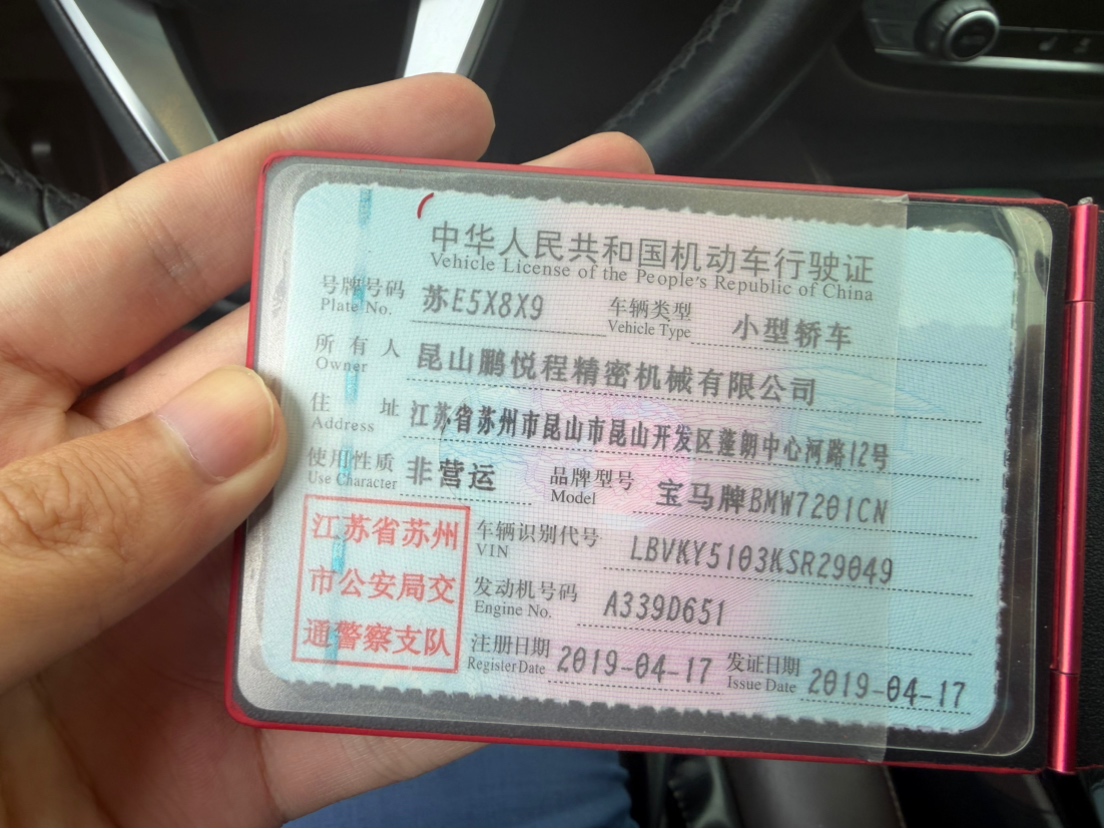 中华人民共和国机动车行驶证
Vehicle License of the People's Republic of China
号牌号码 苏E5X8X9 车辆类型 小型轿车
Plate No. Vehicle Type
所有人 昆山鹏悦程精密机械有限公司
Owner
住址 江苏省苏州市昆山市昆山开发区蓬朗中心河路12号
Address
使用性质 非营运 品牌型号 宝马牌BMW7201CN
Use Character Model
江苏省苏州
市公安局交
通警察支队
车辆识别代号 LBVKY5103KSR29049
VIN
发动机号码 A339D651
Engine No.
注册日期 2019-04-17 发证日期 2019-04-17
Register Date Issue Date